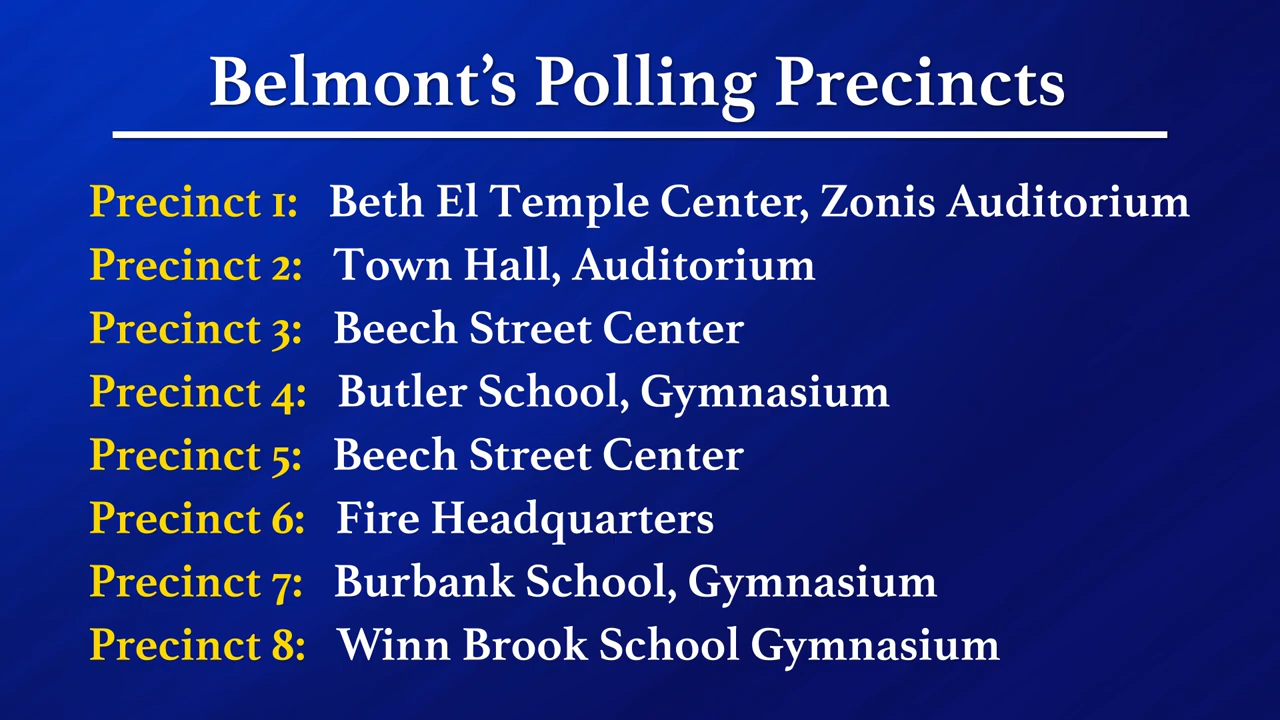 Belmont’s Polling Precincts
Precinct 1: Beth El Temple Center, Zonis Auditorium
Precinct 2: Town Hall, Auditorium
Precinct 3: Beech Street Center
Precinct 4: Butler School, Gymnasium
Precinct 5: Beech Street Center
Precinct 6: Fire Headquarters
Precinct 7: Burbank School, Gymnasium
Precinct 8: Winn Brook School Gymnasium